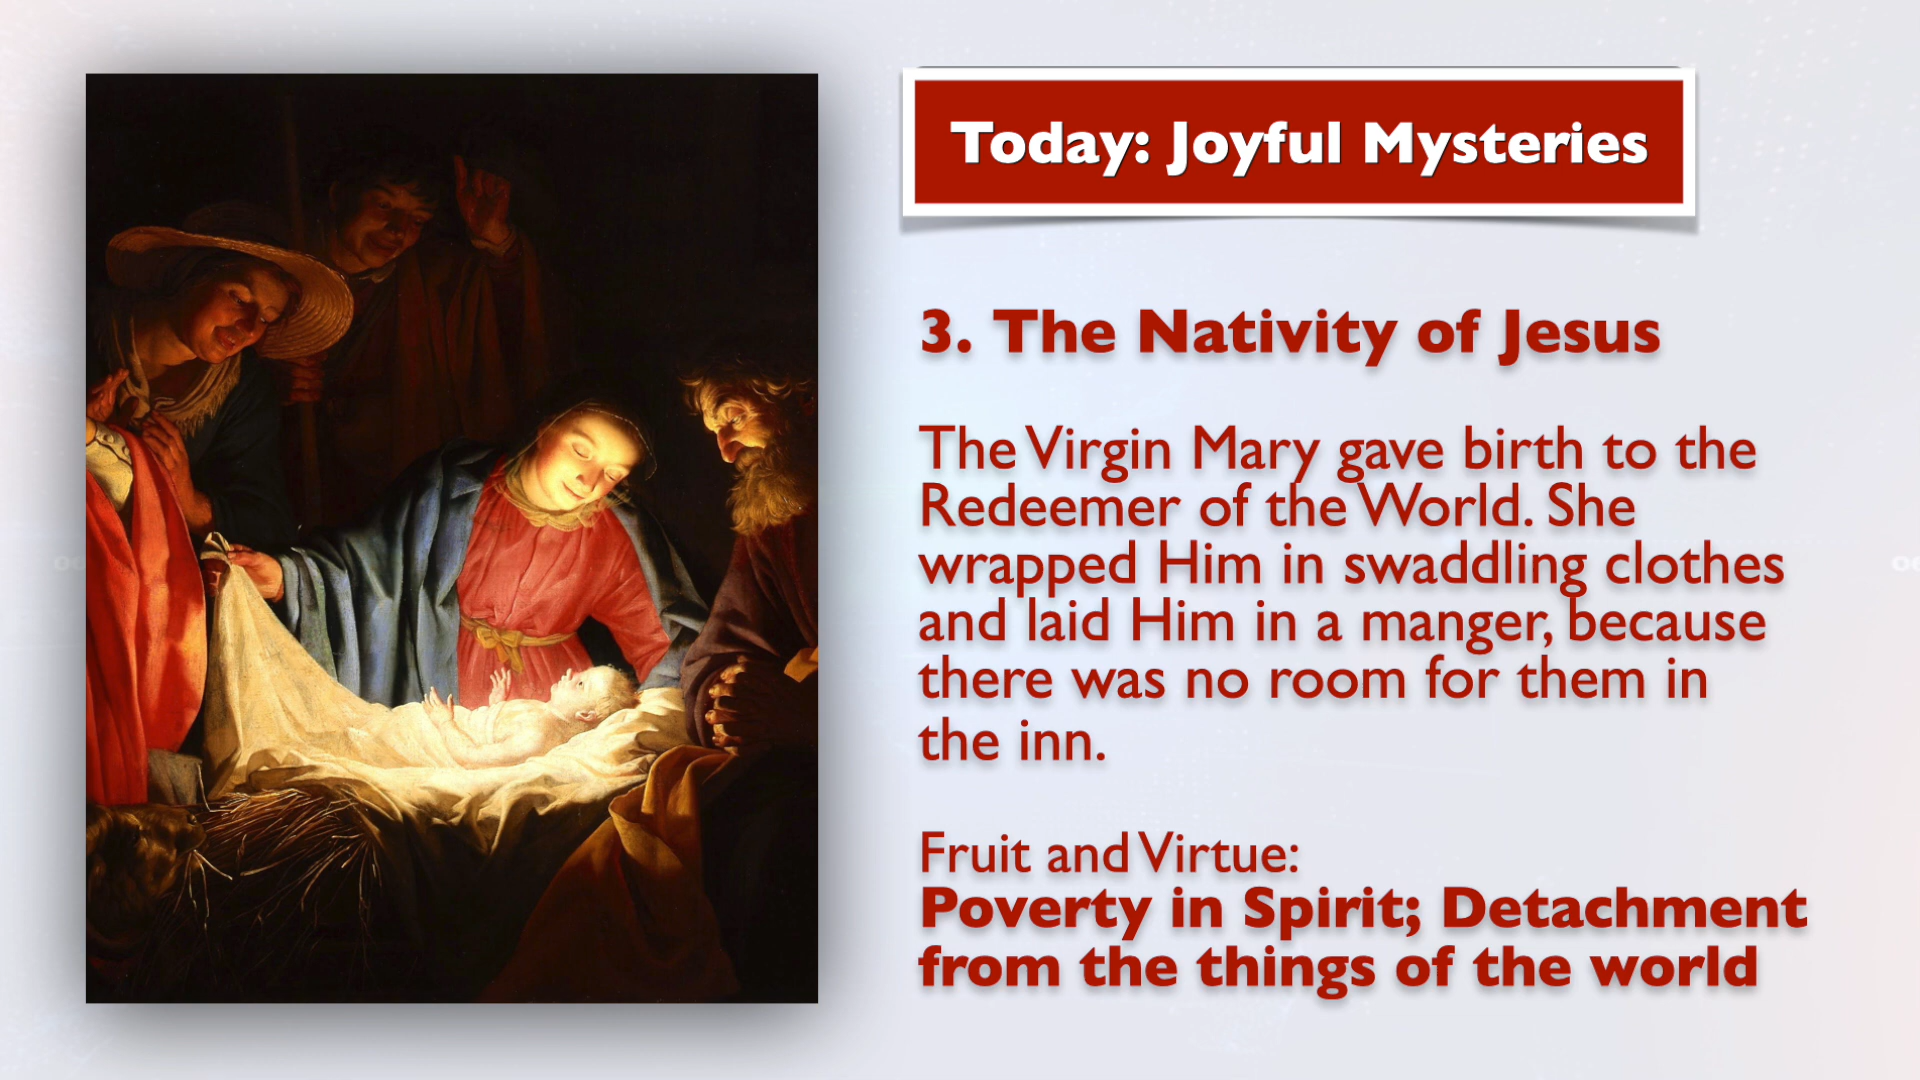 Today: Joyful Mysteries
3. The Nativity of Jesus
The Virgin Mary gave birth to the
Redeemer of the World. She
wrapped Him in swaddling clothes
and laid Him in a manger, because
there was no room for them in
the inn.
Fruit and Virtue:
Poverty in Spirit; Detachment
from the things of the world